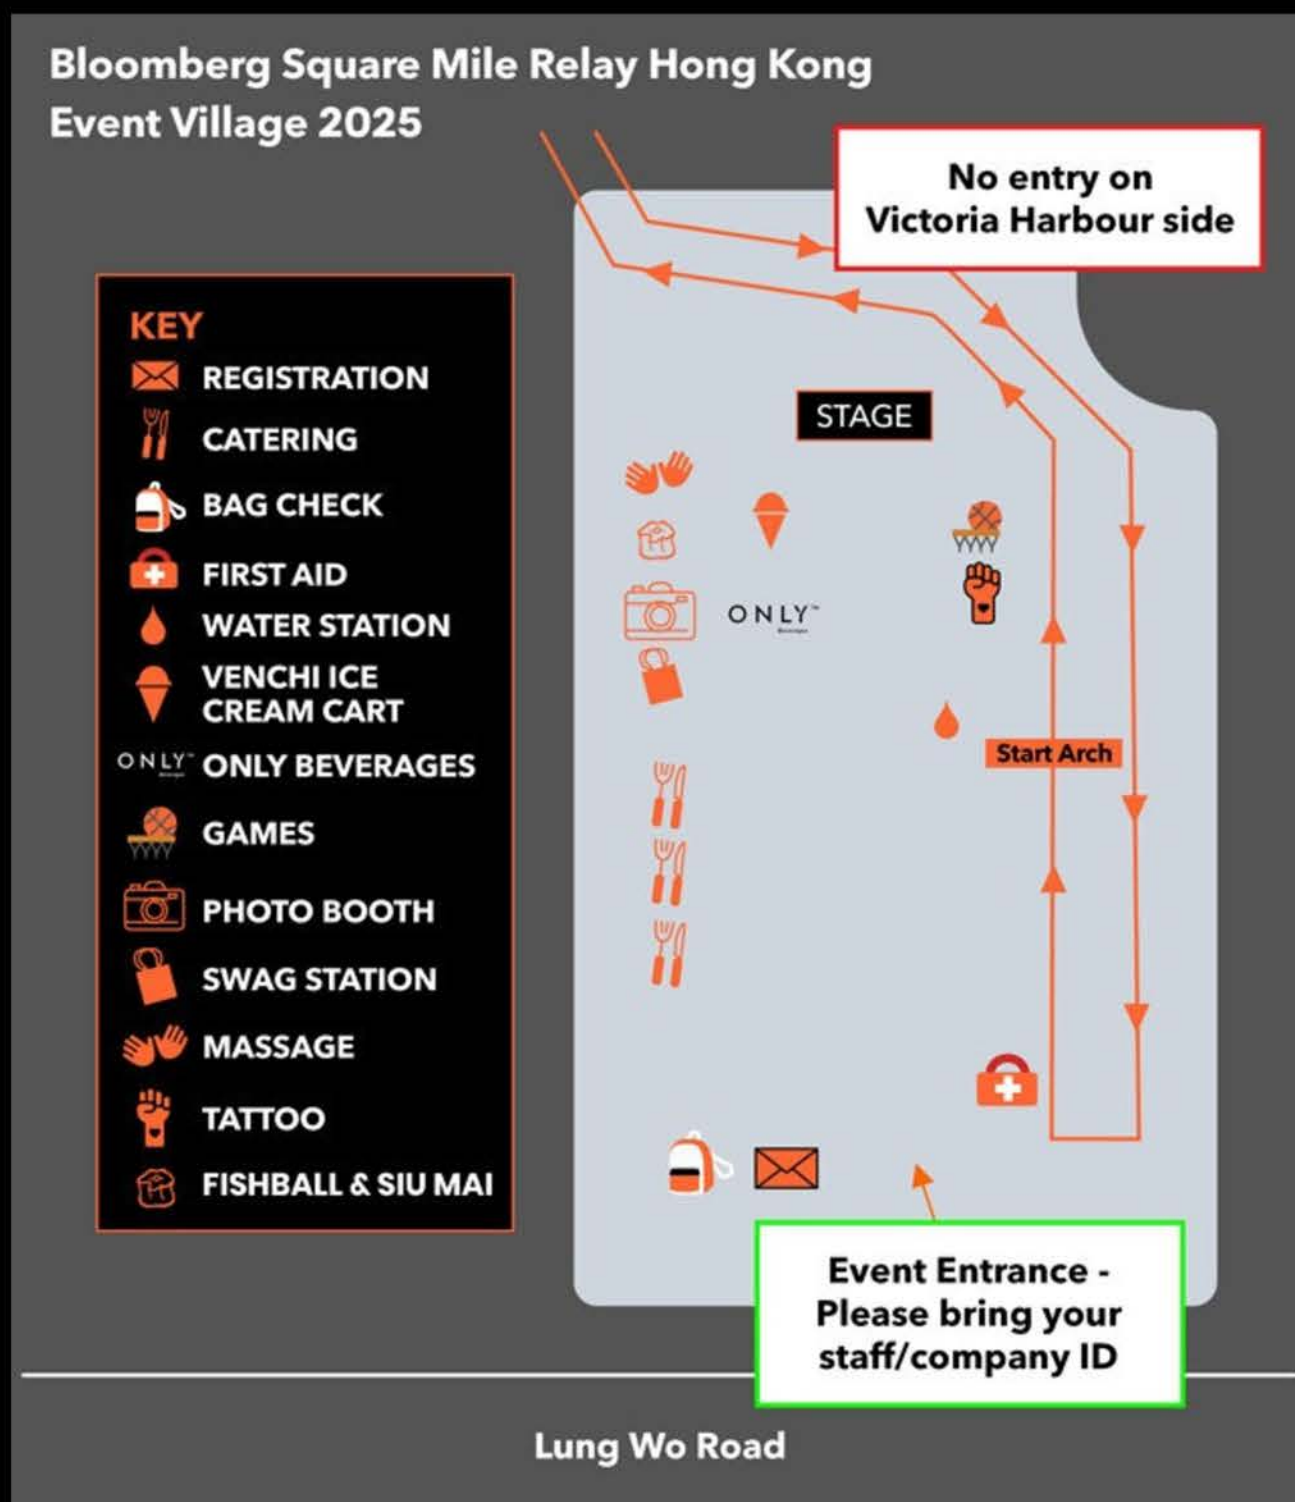 Bloomberg Square Mile Relay Hong Kong
Event Village 2025
No entry on
Victoria Harbour side
KEY
REGISTRATION
CATERING
BAG CHECK
FIRST AID
WATER STATION
VENCHI ICE
CREAM CART
ONLY™ ONLY BEVERAGES
GAMES
PHOTO BOOTH
SWAG STATION
MASSAGE
TATTOO
FISHBALL & SIU MAI
STAGE
ONLY™
Start Arch
Event Entrance -
Please bring your
staff/company ID
Lung Wo Road